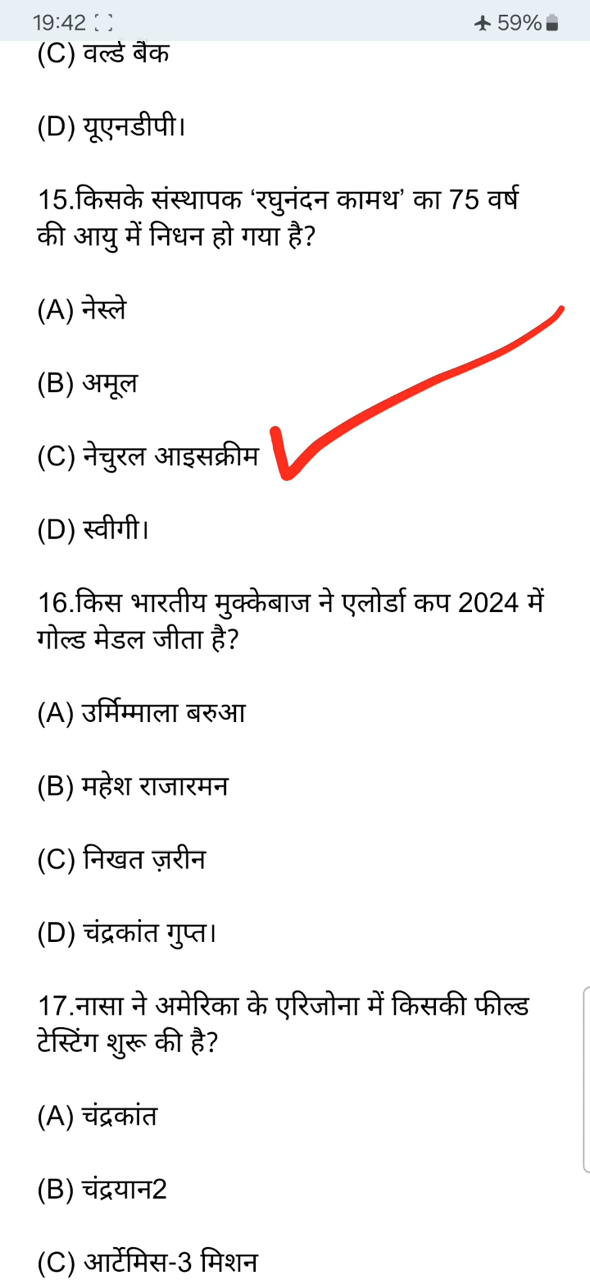 19:42
59%
(C) वर्ल्ड बैंक
(D) यूएनडीपी।
15.किसके संस्थापक ‘रघुनंदन कामथ’ का 75 वर्ष
की आयु में निधन हो गया है?
(A) नेस्ले
(B) अमूल
(C) नेचुरल आइसक्रीम
(D) स्वीगी।
16.किस भारतीय मुक्केबाज ने एलोर्डा कप 2024 में
गोल्ड मेडल जीता है?
(A) उर्मिम्माला बरुआ
(B) महेश राजारमन
(C) निखत ज़रीन
(D) चंद्रकांत गुप्त।
17.नासा ने अमेरिका के एरिजोना में किसकी फील्ड
टेस्टिंग शुरू की है?
(A) चंद्रकांत
(B) चंद्रयान2
(C) आर्टेमिस-3 मिशन